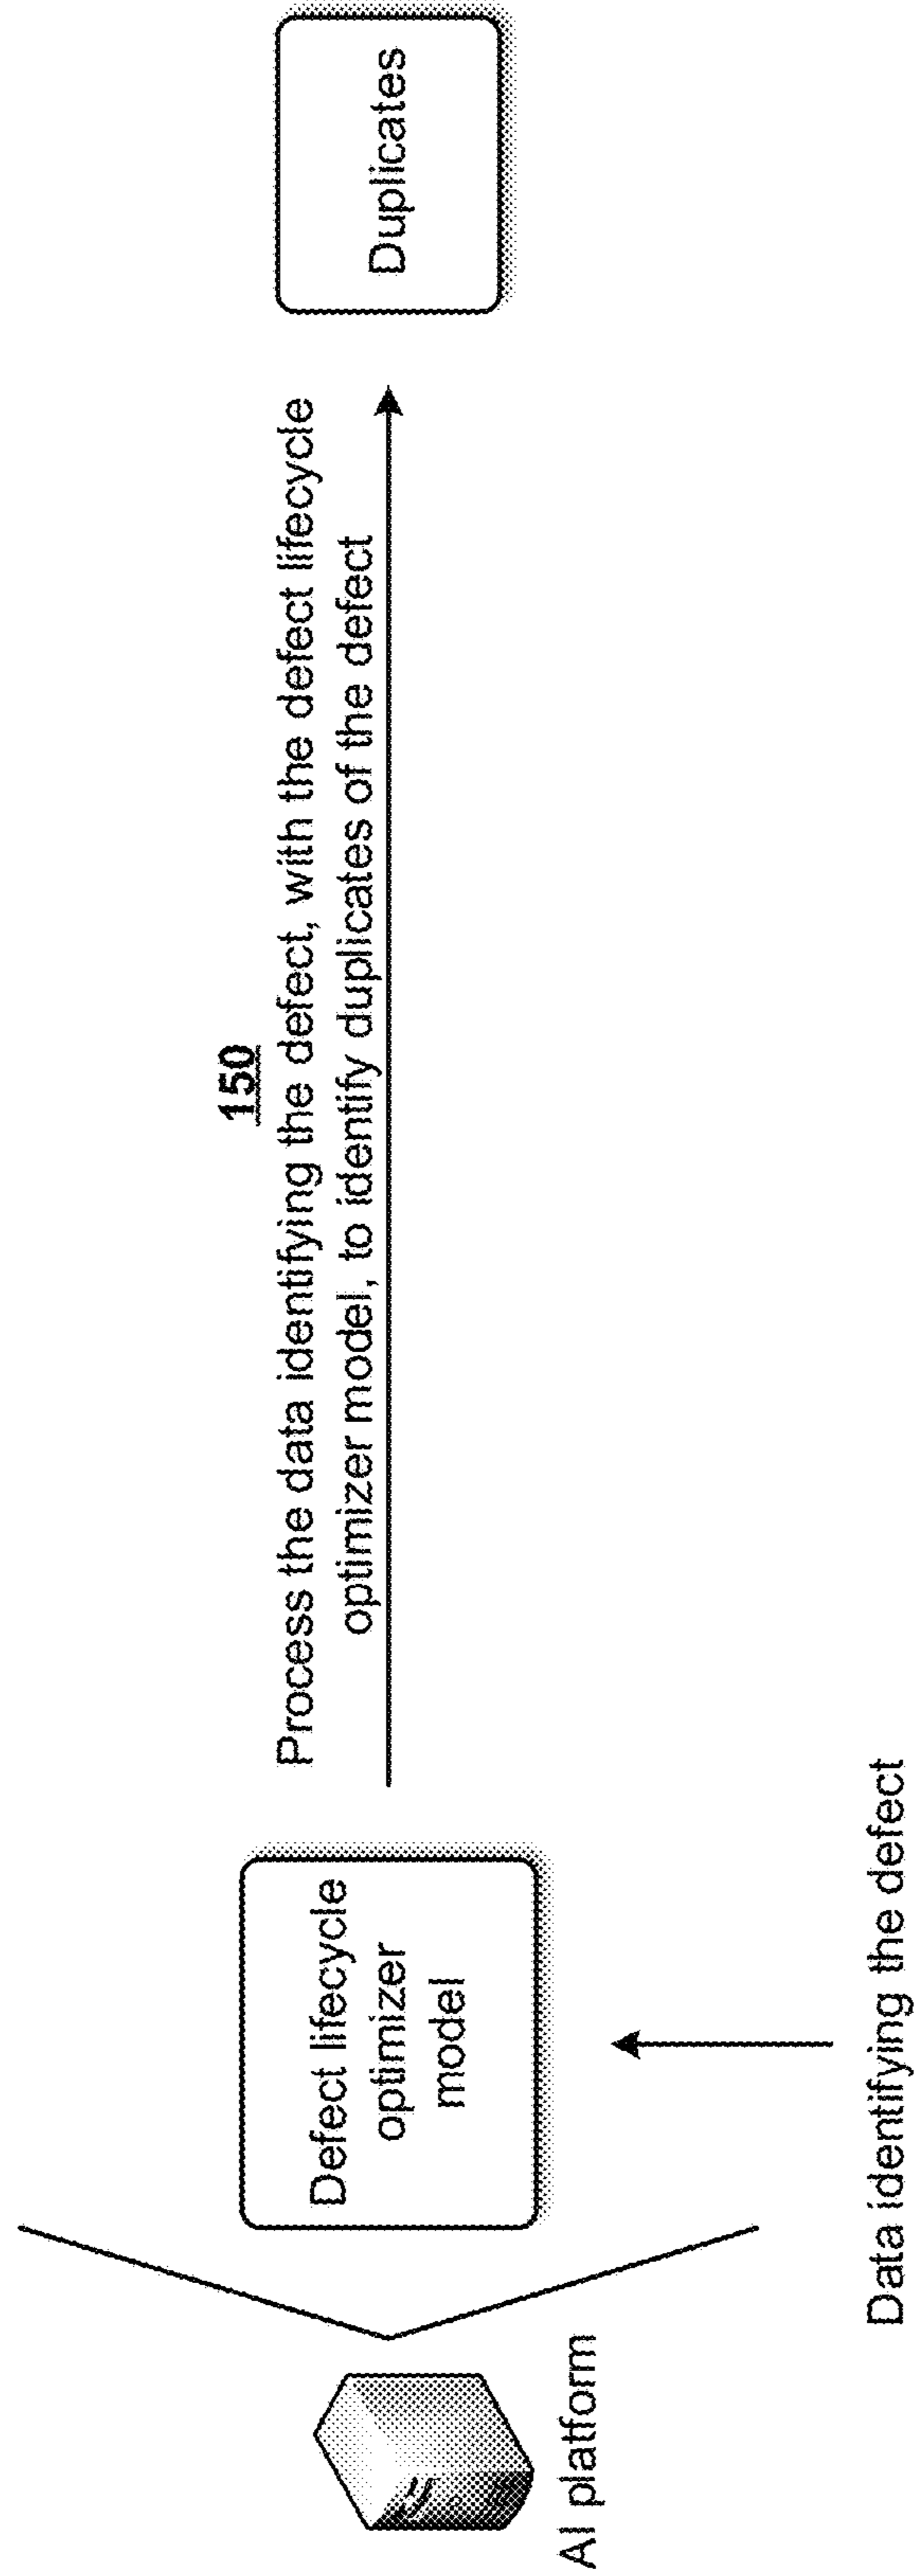 150
Process the data identifying the defect, with the defect lifecycle
optimizer model, to identify duplicates of the defect
Defect lifecycle
optimizer
model
Duplicates
AI platform
Data identifying the defect